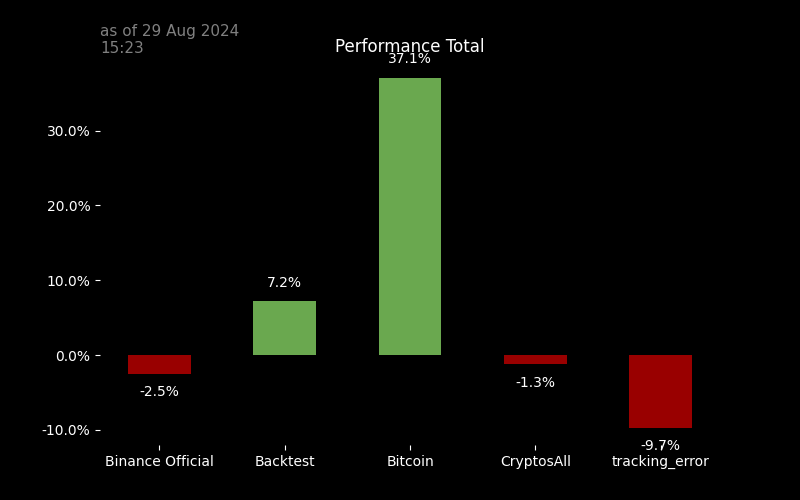 as of 29 Aug 2024
15:23
Performance Total
37.1%
30.0%
20.0%
10.0%
7.2%
0.0%
-2.5%
-1.3%
-10.0%
-9.7%
Binance Official
Backtest
Bitcoin
CryptosAll
tracking_error